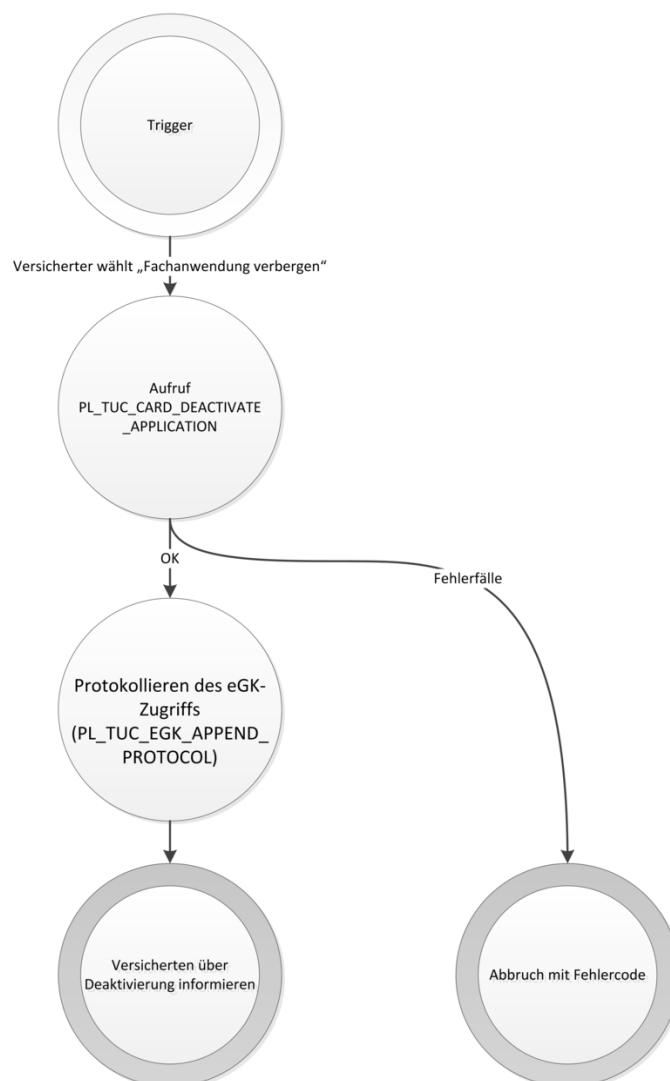 Trigger
Versicherter wählt „Fachanwendung verbergen“
Aufruf
PL_TUC_CARD_DEACTIVATE
_APPLICATION
OK
Fehlerfälle
Protokollieren des eGK-
Zugriffs
(PL_TUC_EGK_APPEND_
PROTOCOL)
Versicherten über
Deaktivierung informieren
Abbruch mit Fehlercode